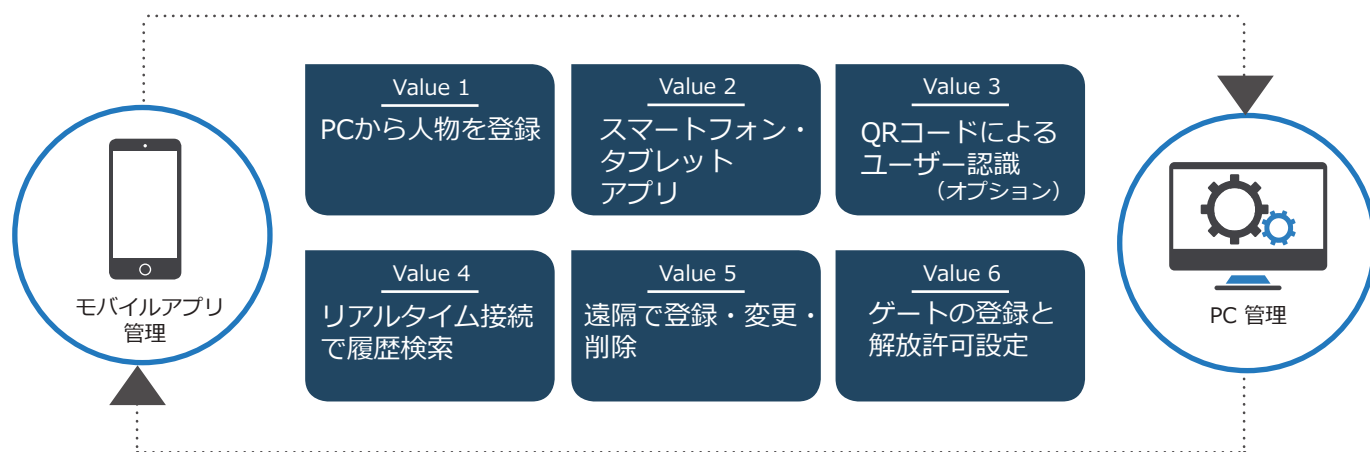 Value 1
PCから人物を登録
Value 2
スマートフォン・
タブレット
アプリ
Value 3
QRコードによる
ユーザー認識
（オプション）
モバイルアプリ
管理
Value 4
リアルタイム接続
で履歴検索
Value 5
遠隔で登録・変更・
削除
Value 6
ゲートの登録と
解放許可設定
PC 管理